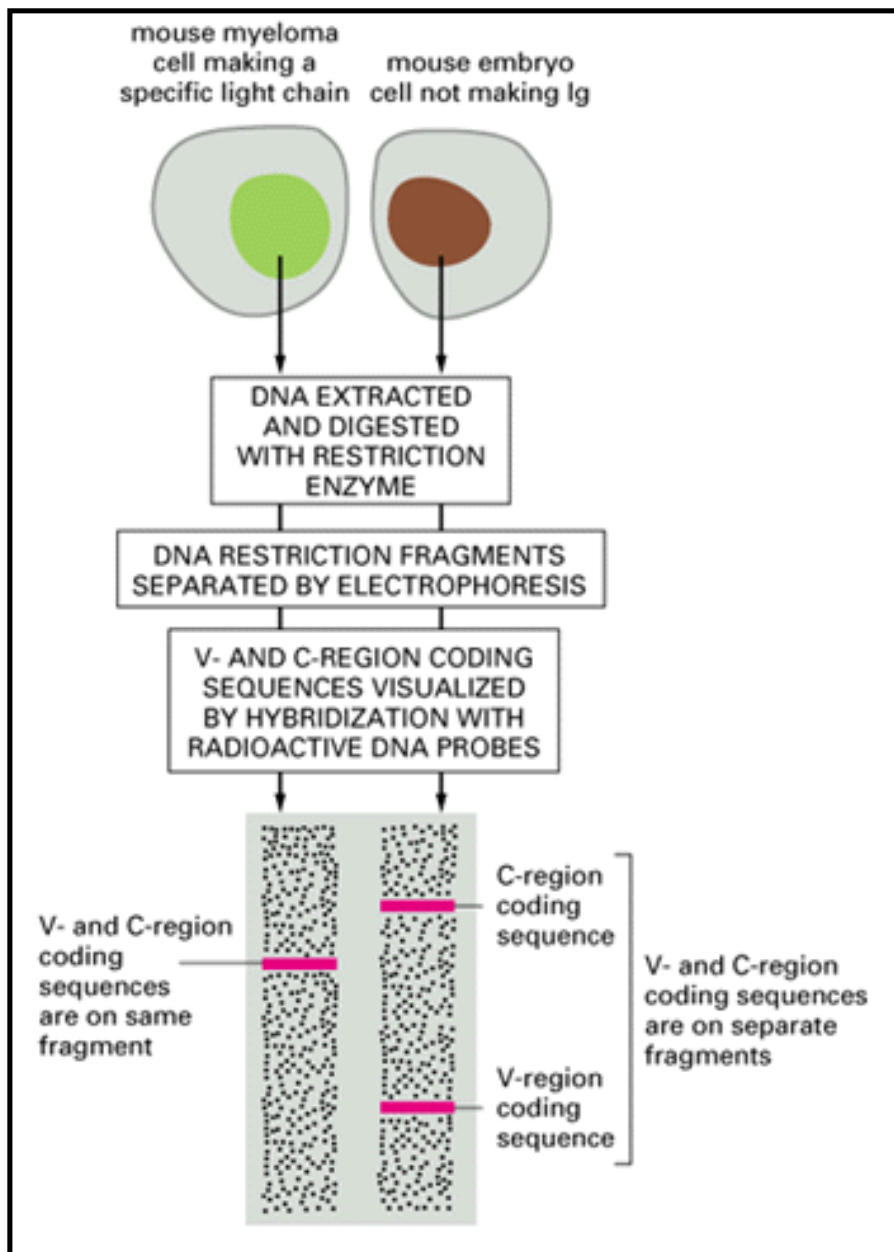 mouse myeloma
cell making a
specific light chain
mouse embryo
cell not making Ig
DNA EXTRACTED
AND DIGESTED
WITH RESTRICTION
ENZYME
DNA RESTRICTION FRAGMENTS
SEPARATED BY ELECTROPHORESIS
V- AND C-REGION CODING
SEQUENCES VISUALIZED
BY HYBRIDIZATION WITH
RADIOACTIVE DNA PROBES
V- and C-region
coding
sequences
are on same
fragment
C-region
coding
sequence
V-region
coding
sequence
V- and C-region
coding sequences
are on separate
fragments